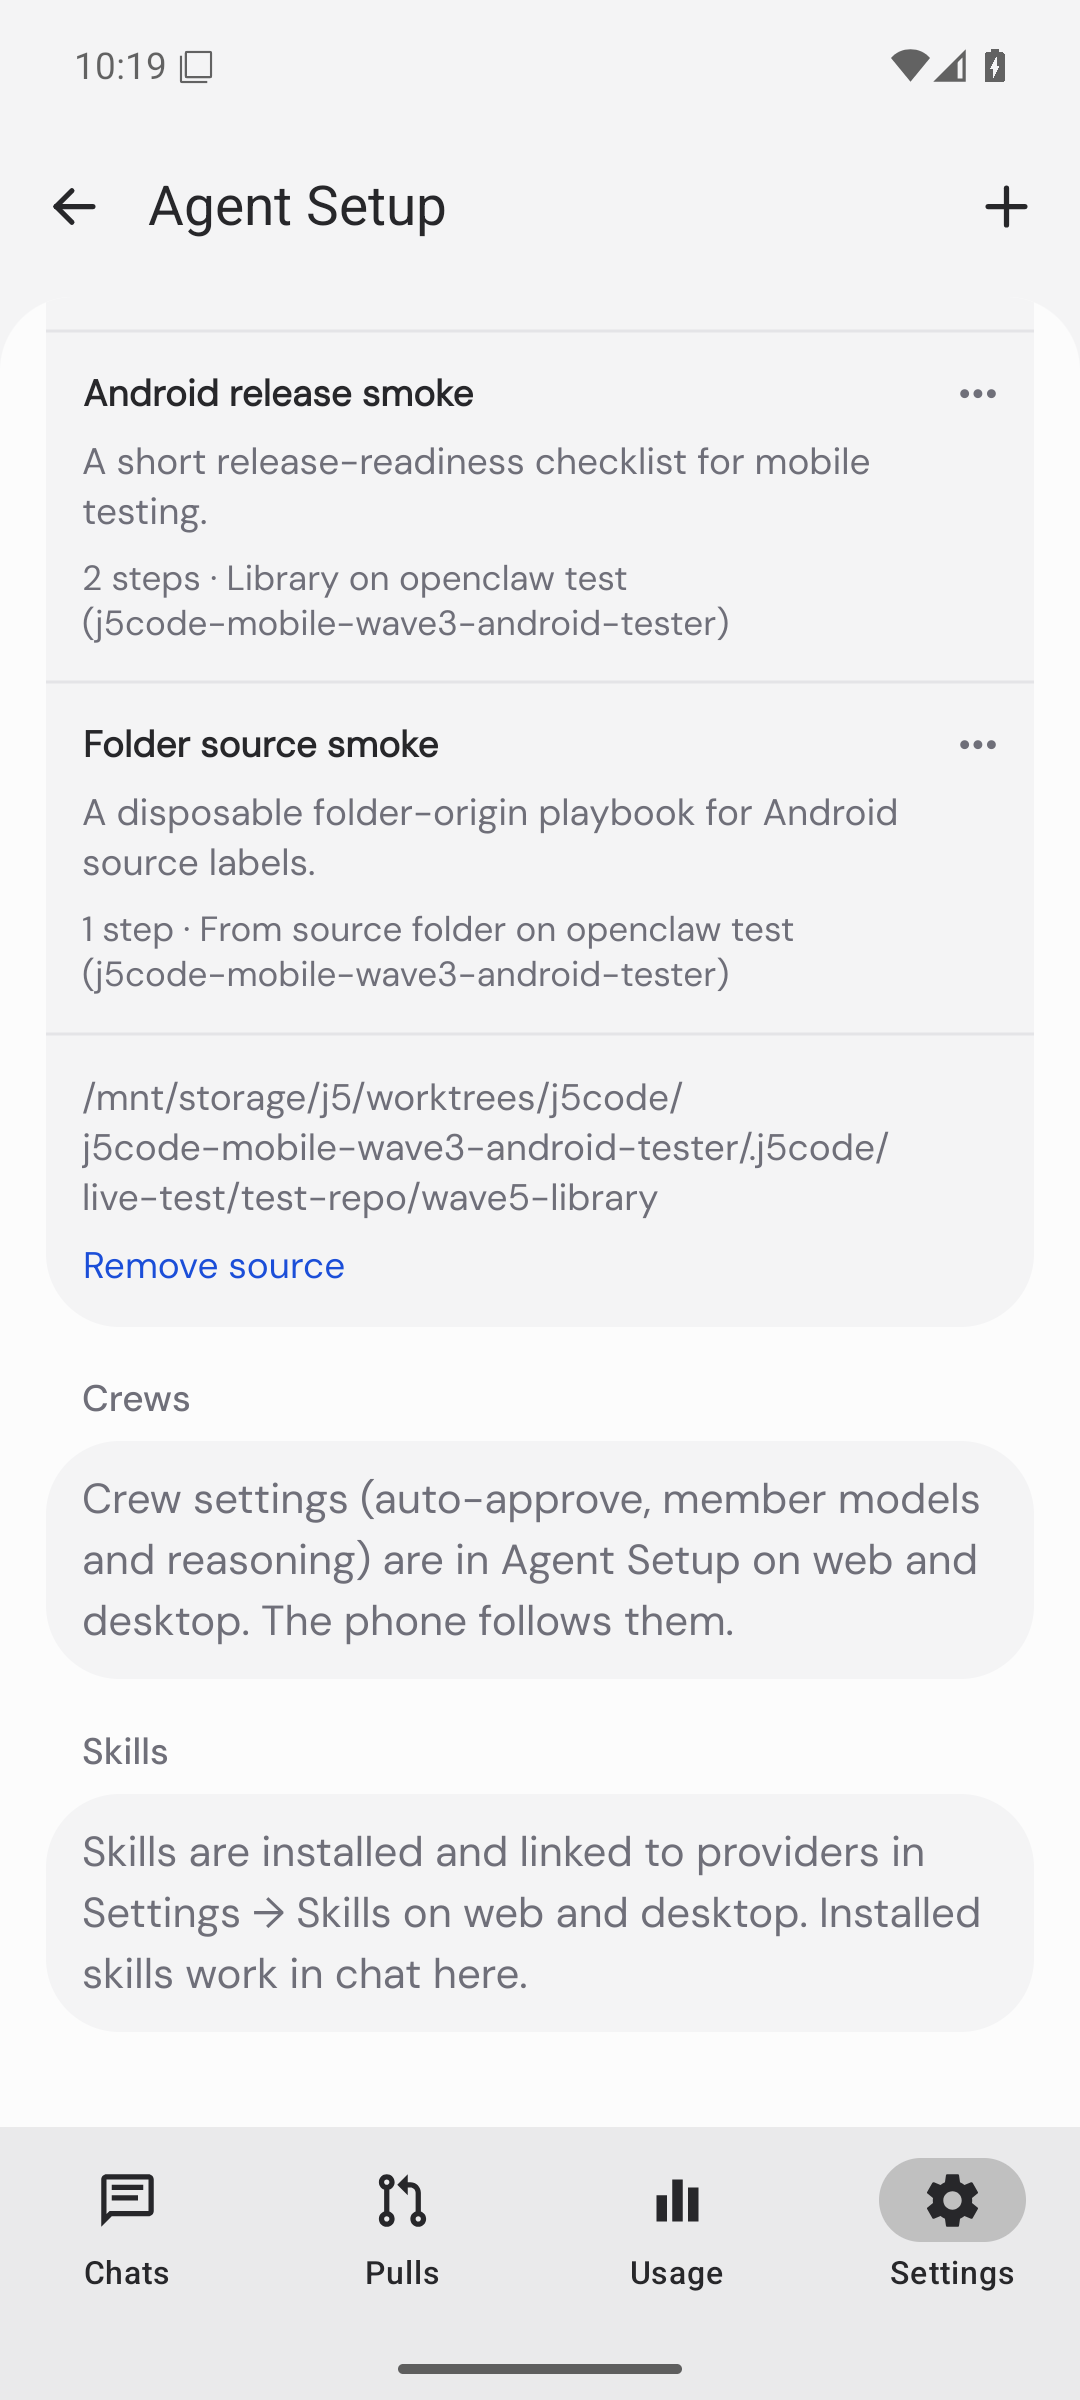 10:19
Agent Setup
Android release smoke
A short release-readiness checklist for mobile
testing.
2 steps · Library on openclaw test
(j5code-mobile-wave3-android-tester)
Folder source smoke
A disposable folder-origin playbook for Android
source labels.
1 step · From source folder on openclaw test
(j5code-mobile-wave3-android-tester)
/mnt/storage/j5/worktrees/j5code/
j5code-mobile-wave3-android-tester/.j5code/
live-test/test-repo/wave5-library
Remove source
Crews
Crew settings (auto-approve, member models
and reasoning) are in Agent Setup on web and
desktop. The phone follows them.
Skills
Skills are installed and linked to providers in
Settings → Skills on web and desktop. Installed
skills work in chat here.
Chats
Pulls
Usage
Settings